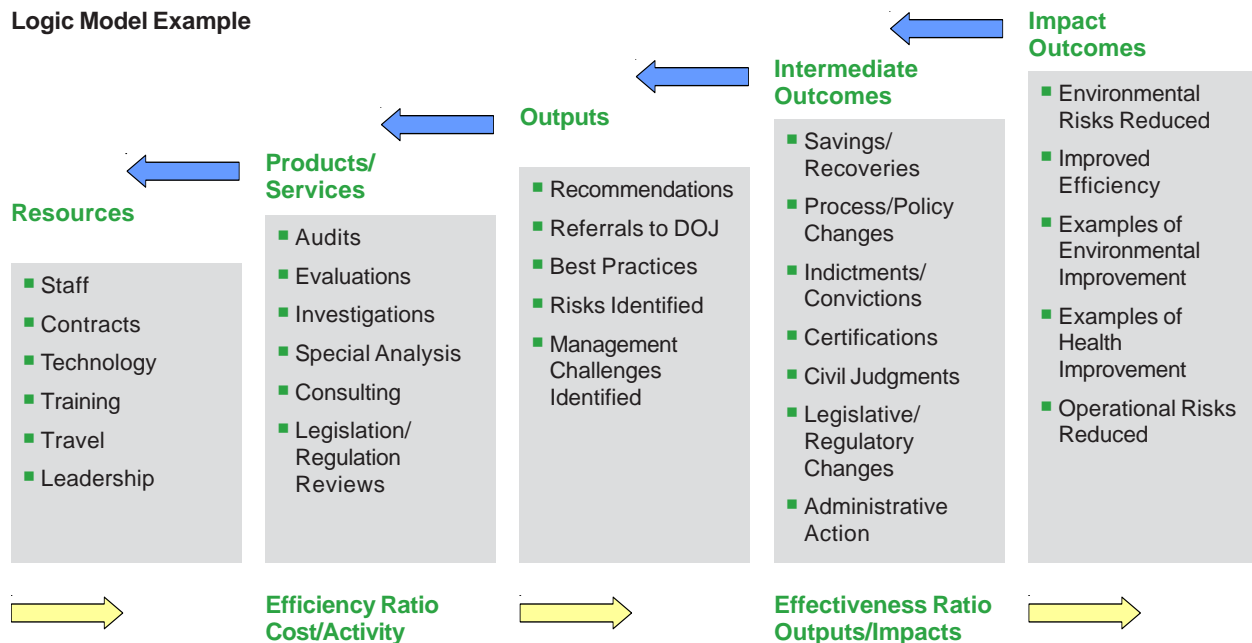 Logic Model Example
Resources
Staff
Contracts
Technology
Training
Travel
Leadership
Products/
Services
Audits
Evaluations
Investigations
Special Analysis
Consulting
Legislation/
Regulation
Reviews
Outputs
Recommendations
Referrals to DOJ
Best Practices
Risks Identified
Management
Challenges
Identified
Intermediate
Outcomes
Savings/
Recoveries
Process/Policy
Changes
Indictments/
Convictions
Certifications
Civil Judgments
Legislative/
Regulatory
Changes
Administrative
Action
Impact
Outcomes
Environmental
Risks Reduced
Improved
Efficiency
Examples of
Environmental
Improvement
Examples of
Health
Improvement
Operational Risks
Reduced
Efficiency Ratio
Cost/Activity
Effectiveness Ratio
Outputs/Impacts